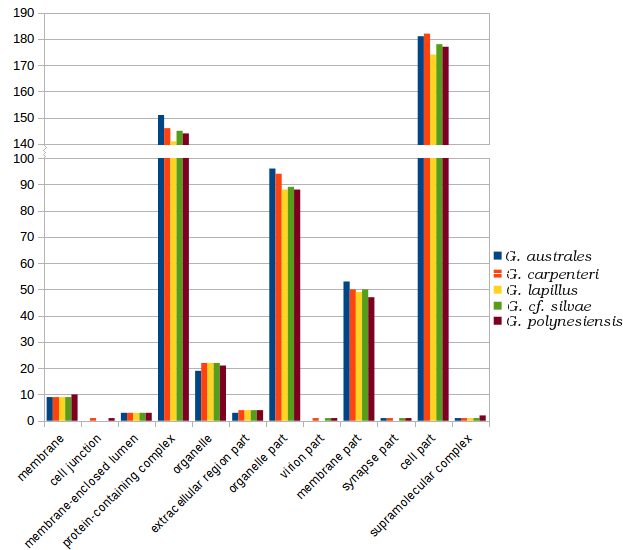 190
180
170
160
150
140
100
90
80
70
60
50
40
30
20
10
0
membrane
cell junction
membrane-enclosed lumen
protein-containing complex
organelle
extracellular region part
organelle part
virion part
membrane part
synapse part
cell part
supramolecular complex
G. australes
G. carpenteri
G. lapillus
G. cf. silvae
G. polynesiensis